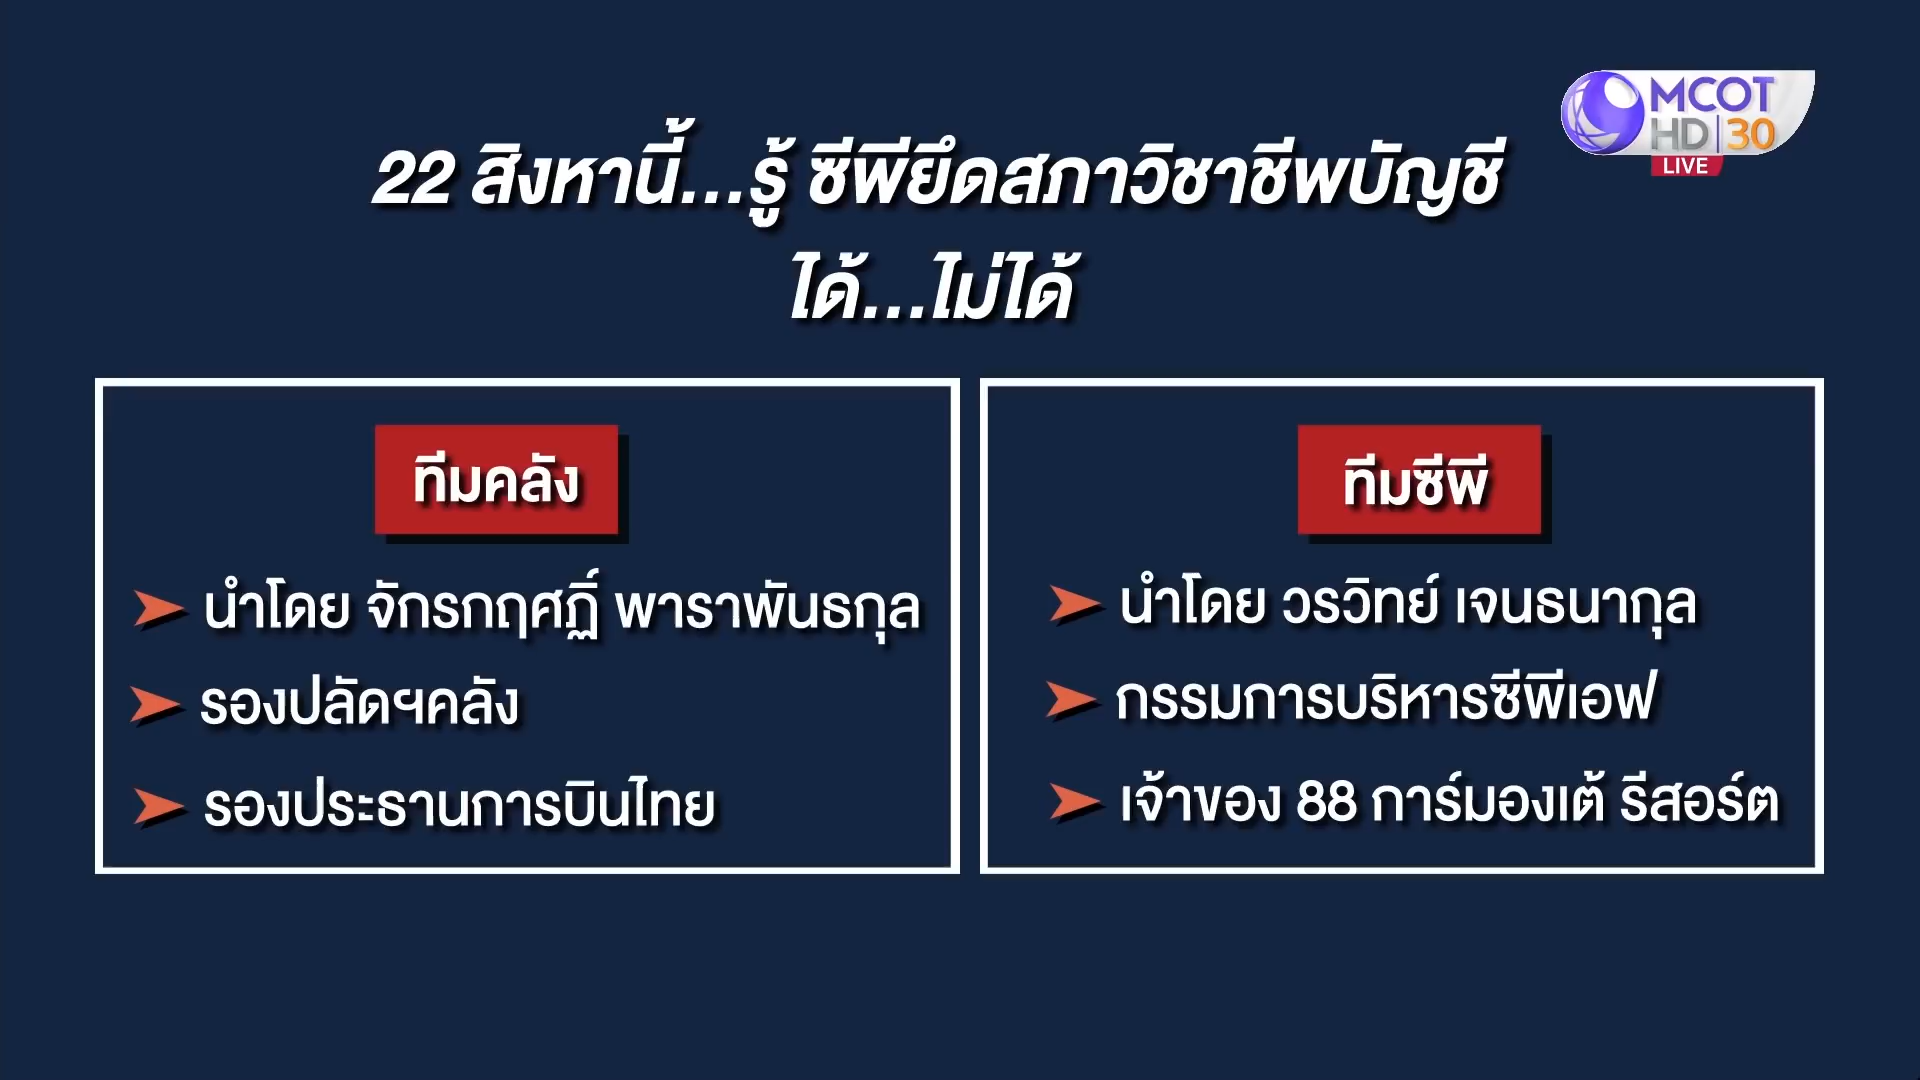 MCOT
HD|30
LIVE
22 สิงหานี้...รู้ ซีพียึดสภาวิชาชีพบัญชี
ได้...ไม่ได้
ทีมคลัง
นำโดย จักรกฤศฏิ์ พาราพันธกุล
รองปลัดฯคลัง
รองประธานการบินไทย
ทีมซีพี
นำโดย วรวิทย์ เจนธนากุล
กรรมการบริหารซีพีเอฟ
เจ้าของ 88 การ์มองเต้ รีสอร์ต